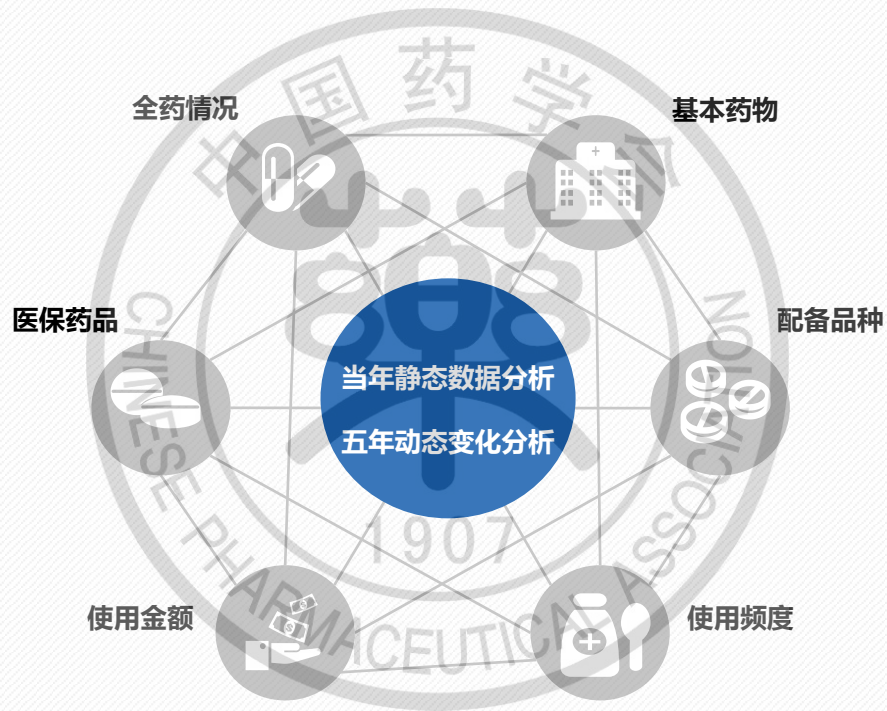 中国药学会
全药情况
基本药物
医保药品
配备品种
当年静态数据分析
五年动态变化分析
1907
使用金额
使用频度
CHINESE PHARMACEUTICAL ASSOCIATION